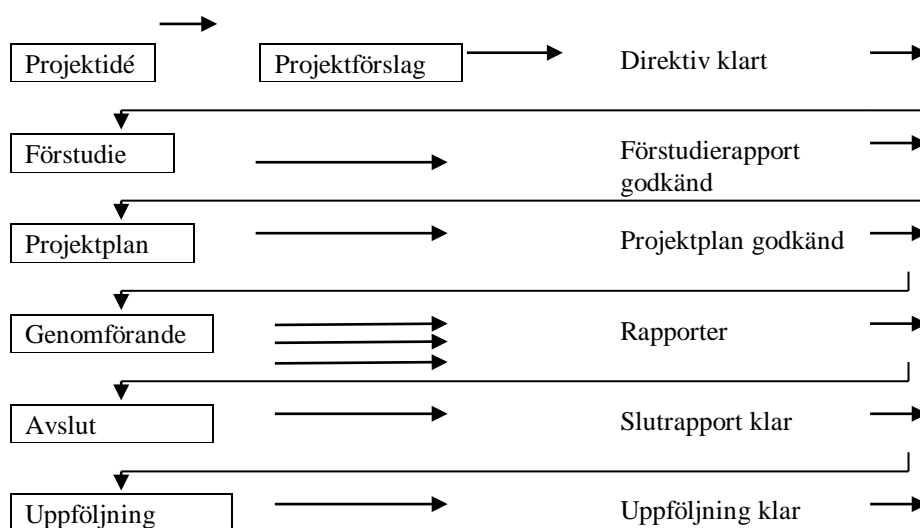 Projektidé Projektförslag Direktiv klart
Förstudie Förstudierapport
godkänd
Projektplan Projektplan godkänd
Genomförande Rapporter
Avslut Slutrapport klar
Uppföljning Uppföljning klar